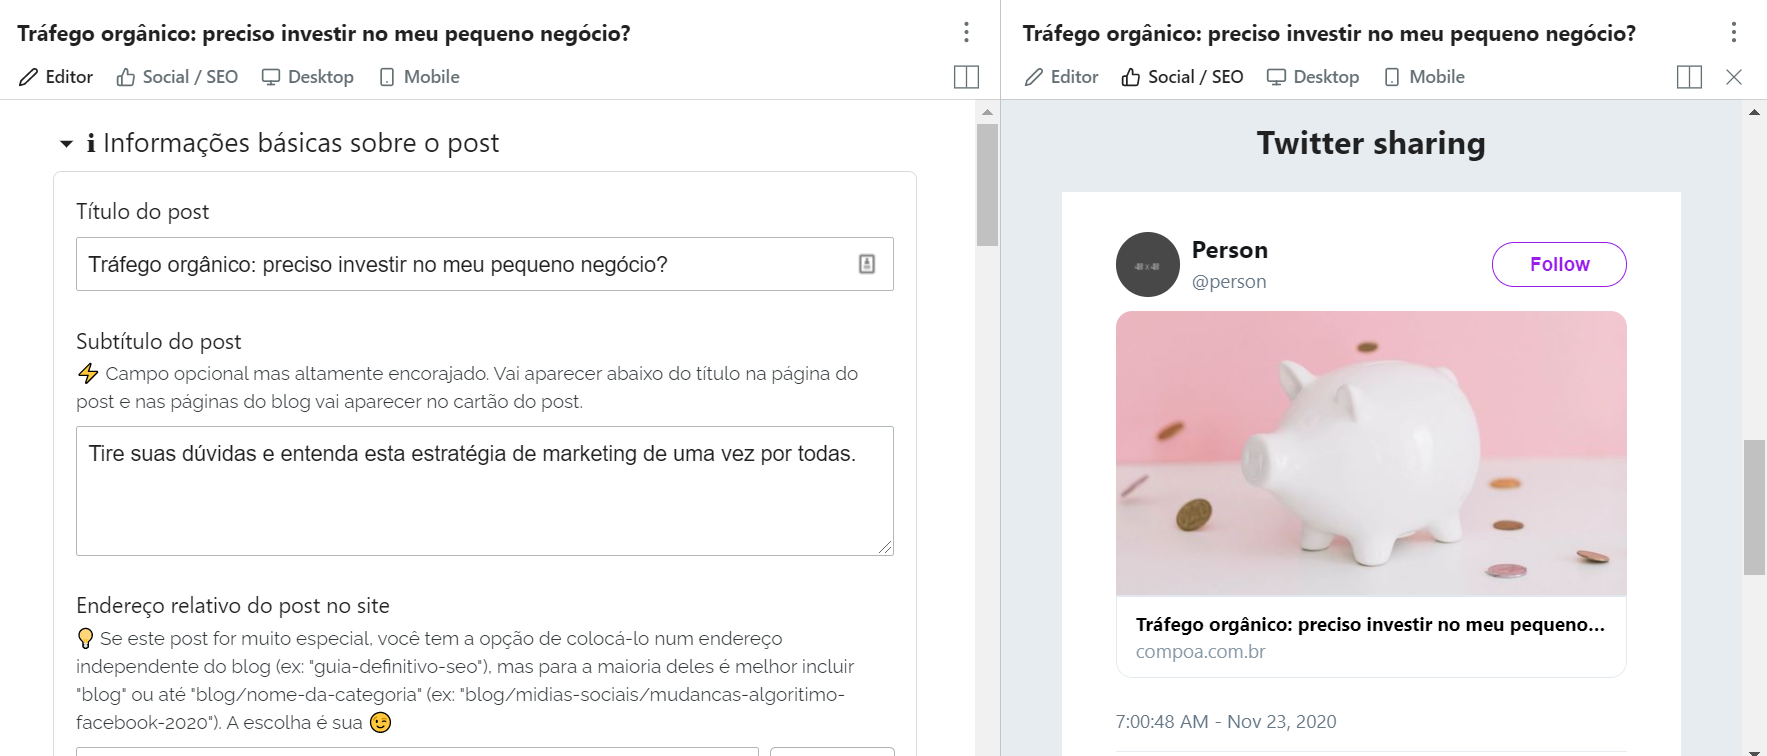 Tráfego orgânico: preciso investir no meu pequeno negócio?
Editor Social / SEO Desktop Mobile
Informações básicas sobre o post
Título do post
Tráfego orgânico: preciso investir no meu pequeno negócio?
Subtítulo do post
⚡ Campo opcional mas altamente encorajado. Vai aparecer abaixo do título na página do
post e nas páginas do blog vai aparecer no cartão do post.
Tire suas dúvidas e entenda esta estratégia de marketing de uma vez por todas.
Endereço relativo do post no site
💡 Se este post for muito especial, você tem a opção de colocá-lo num endereço
independente do blog (ex: "guia-definitivo-seo"), mas para a maioria deles é melhor incluir
"blog" ou até "blog/nome-da-categoria" (ex: "blog/midias-sociais/mudancas-algoritimo-
facebook-2020"). A escolha é sua 😉
Tráfego orgânico: preciso investir no meu pequeno negócio?
Editor Social / SEO Desktop Mobile
Twitter sharing
48 x 48
Person
@person
Follow
Tráfego orgânico: preciso investir no meu pequeno...
compoa.com.br
7:00:48 AM - Nov 23, 2020